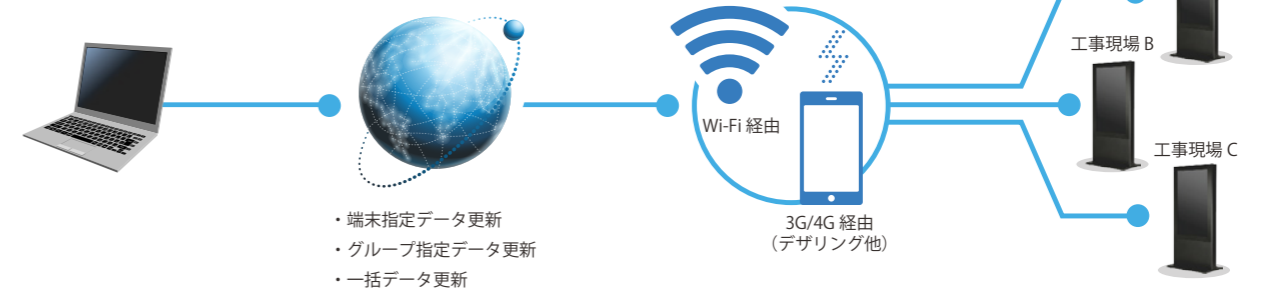 工事現場 B
Wi-Fi 経由
工事現場 C
3G/4G 経由
（デザリング他）
・端末指定データ更新
・グループ指定データ更新
・一括データ更新